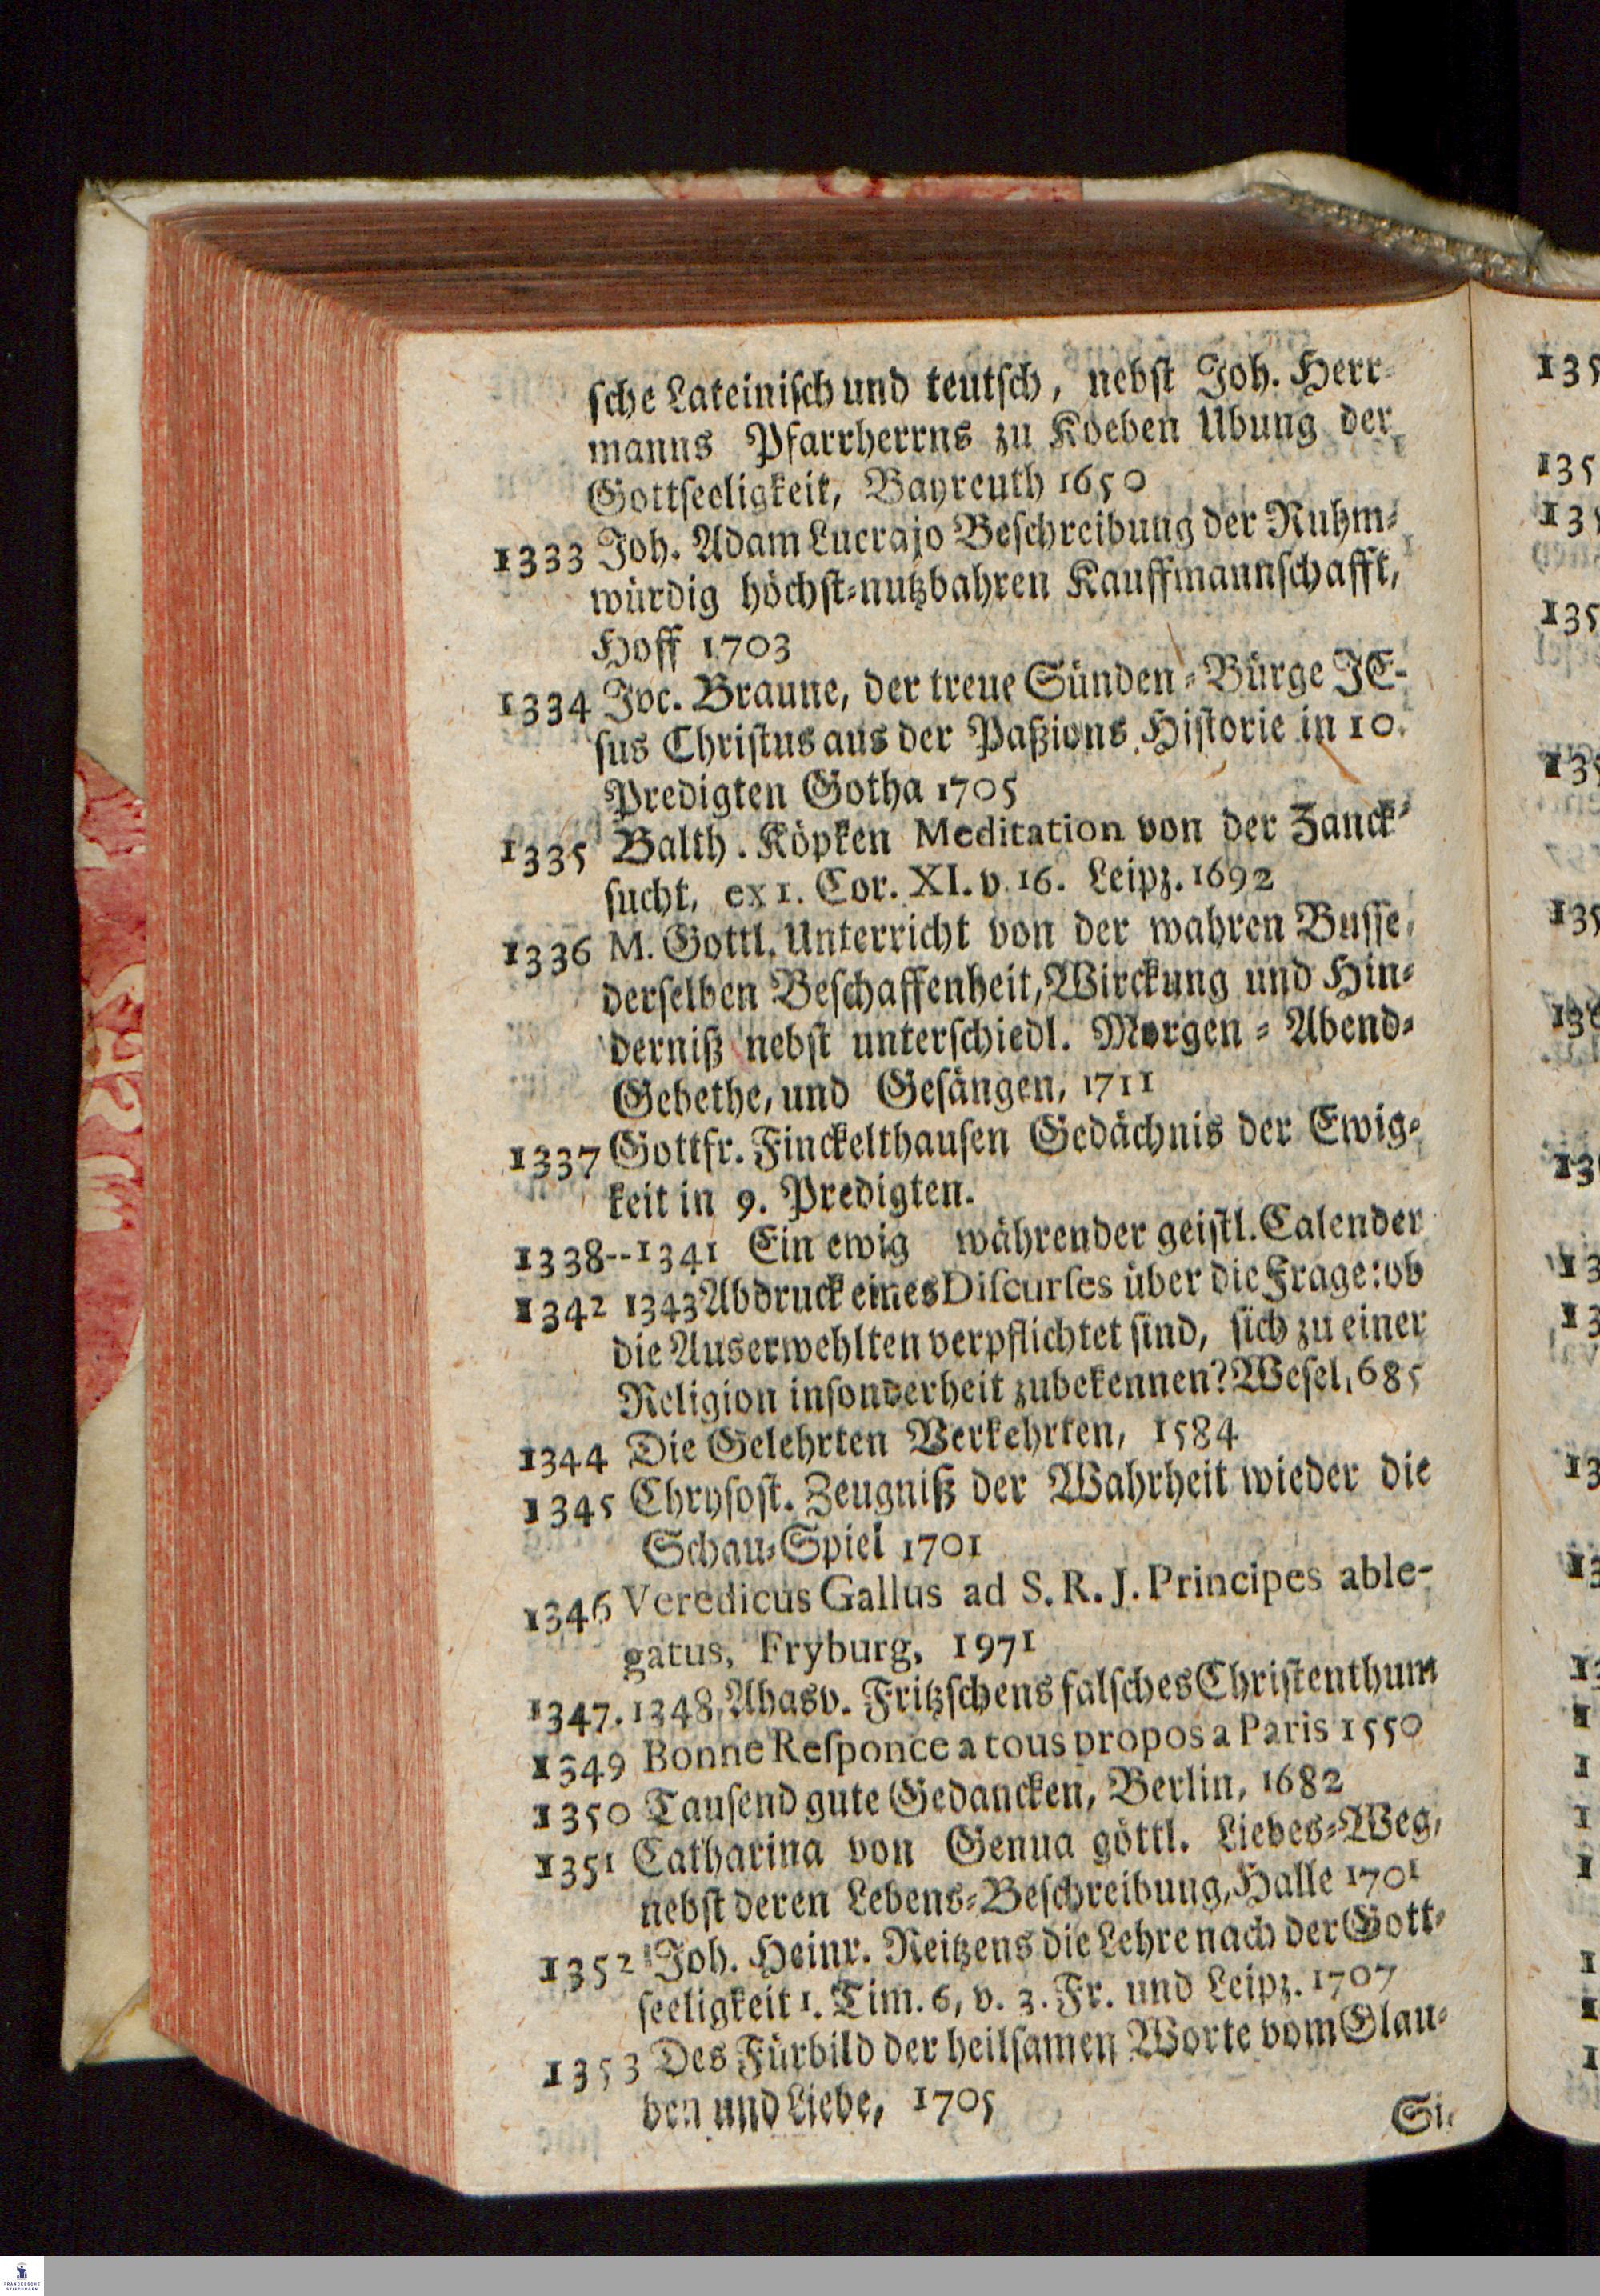 sche Lateinisch und teutsch, nebst Joh. Herr-
manns Pfarrherrns zu Koeben Ubung der
Gottseeligkeit, Bayreuth 1650
1333 Joh. Adam Lucrajo Beschreibung der Ruhm-
würdig höchst-nutzbahren Kauffmannschafft,
Hoff 1703
1334 Joc. Braune, der treue Sünden-Bürge JE-
sus Christus aus der Paßions Historie in 10.
Predigten Gotha 1705
1335 Balth. Köpken Meditation von der Zanck-
sucht, ex 1. Cor. XI. v. 16. Leipz. 1692
1336 M. Gottl. Unterricht von der wahren Busse,
derselben Beschaffenheit, Wirckung und Hin-
derniß nebst unterschiedl. Morgen-Abend-
Gebethe, und Gesängen, 1711
1337 Gottfr. Finckelthausen Gedächnis der Ewig-
keit in 9. Predigten.
1338--1341 Ein ewig währender geistl. Calender
1342 1343 Abdruck eines Discurses über die Frage: ob
die Auserwehlten verpflichtet sind, sich zu einer
Religion insonderheit zubekennen? Wesel, 685
1344 Die Gelehrten Verkehrten, 1584
1345 Chrysost. Zeugniß der Wahrheit wieder die
Schau-Spiel 1701
1346 Veredicus Gallus ad S. R. J. Principes able-
gatus, Fryburg, 1971
1347. 1348. Ahasv. Fritzschens falsches Christenthum
1349 Bonne Responce a tous propos a Paris 1550
1350 Tausend gute Gedancken, Berlin, 1682
1351 Catharina von Genua göttl. Liebes-Weg,
nebst deren Lebens-Beschreibung, Halle 1701
1352 Joh. Heinr. Reitzens die Lehre nach der Gott-
seeligkeit 1. Tim. 6, v. 3. Fr. und Leipz. 1707
1353 Des Fürbild der heilsamen Worte vom Glau-
ben und Liebe, 1705
Si-